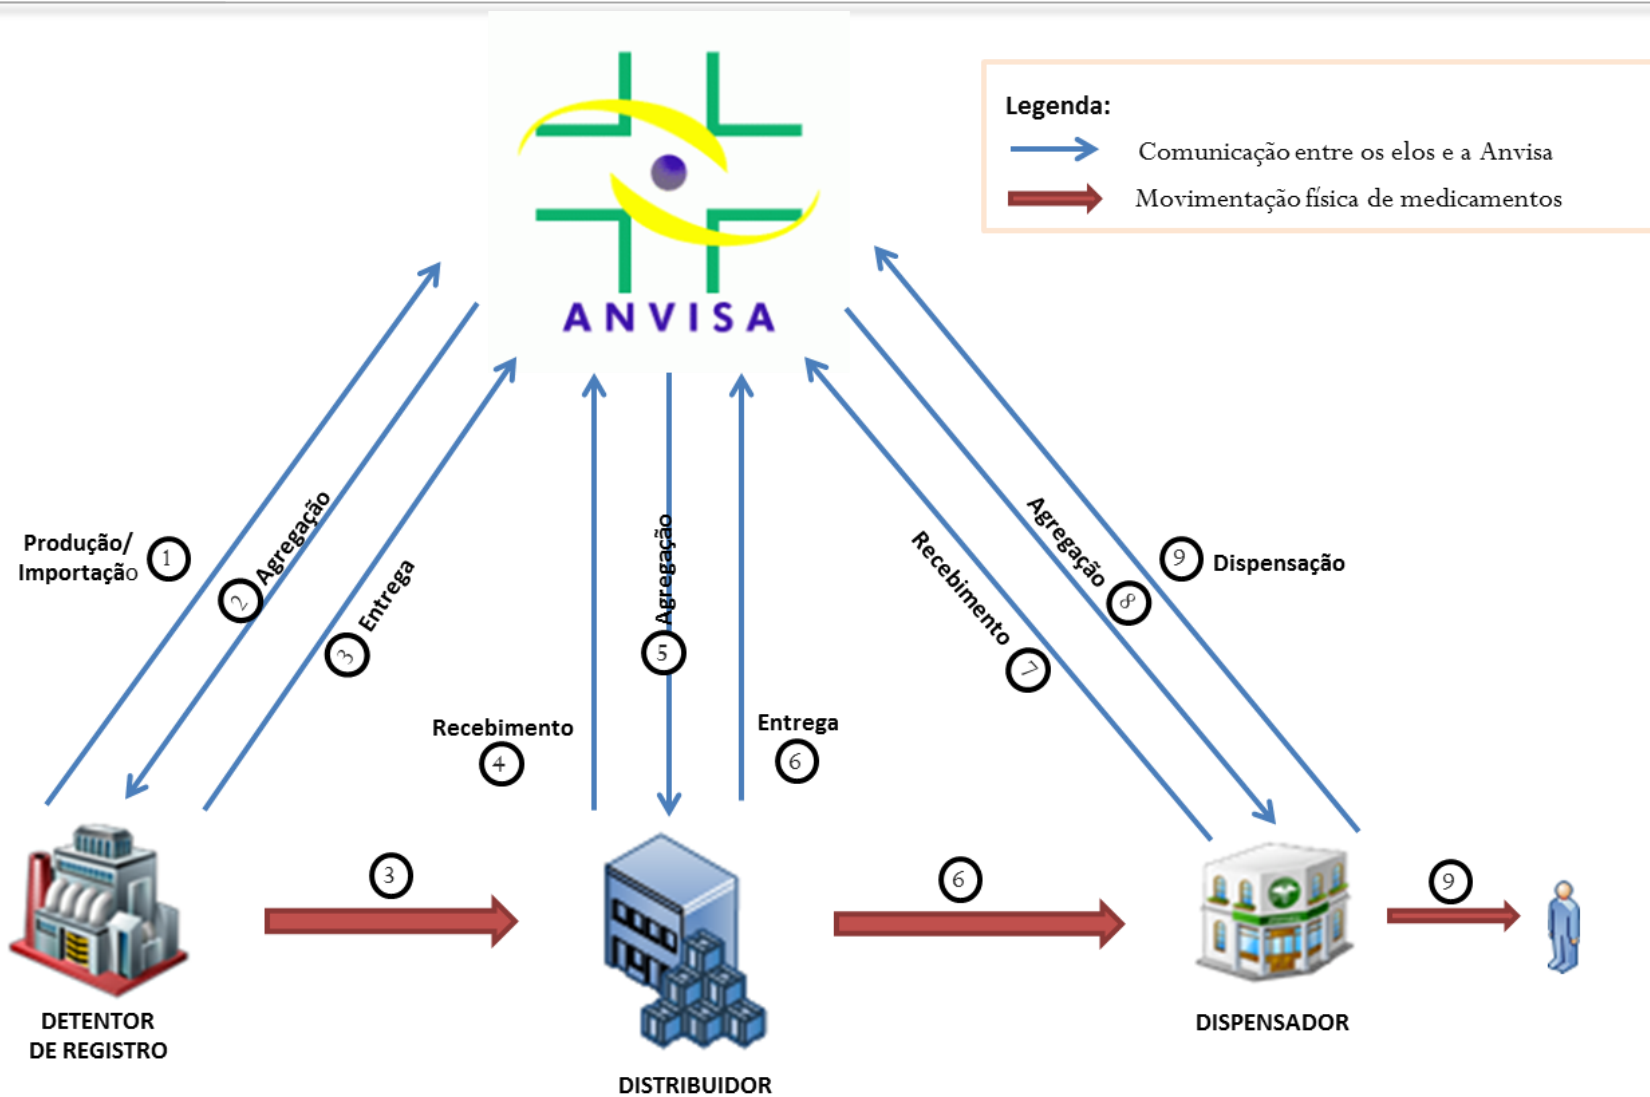 ANVISA
Legenda:
Comunicação entre os elos e a Anvisa
Movimentação física de medicamentos
Produção/
Importação
1
2
Agregação
3
Entrega
Recebimento
4
Agregação
5
Entrega
6
Recebimento
7
Agregação
8
9
Dispensação
3
6
9
DETENTOR
DE REGISTRO
DISTRIBUIDOR
DISPENSADOR